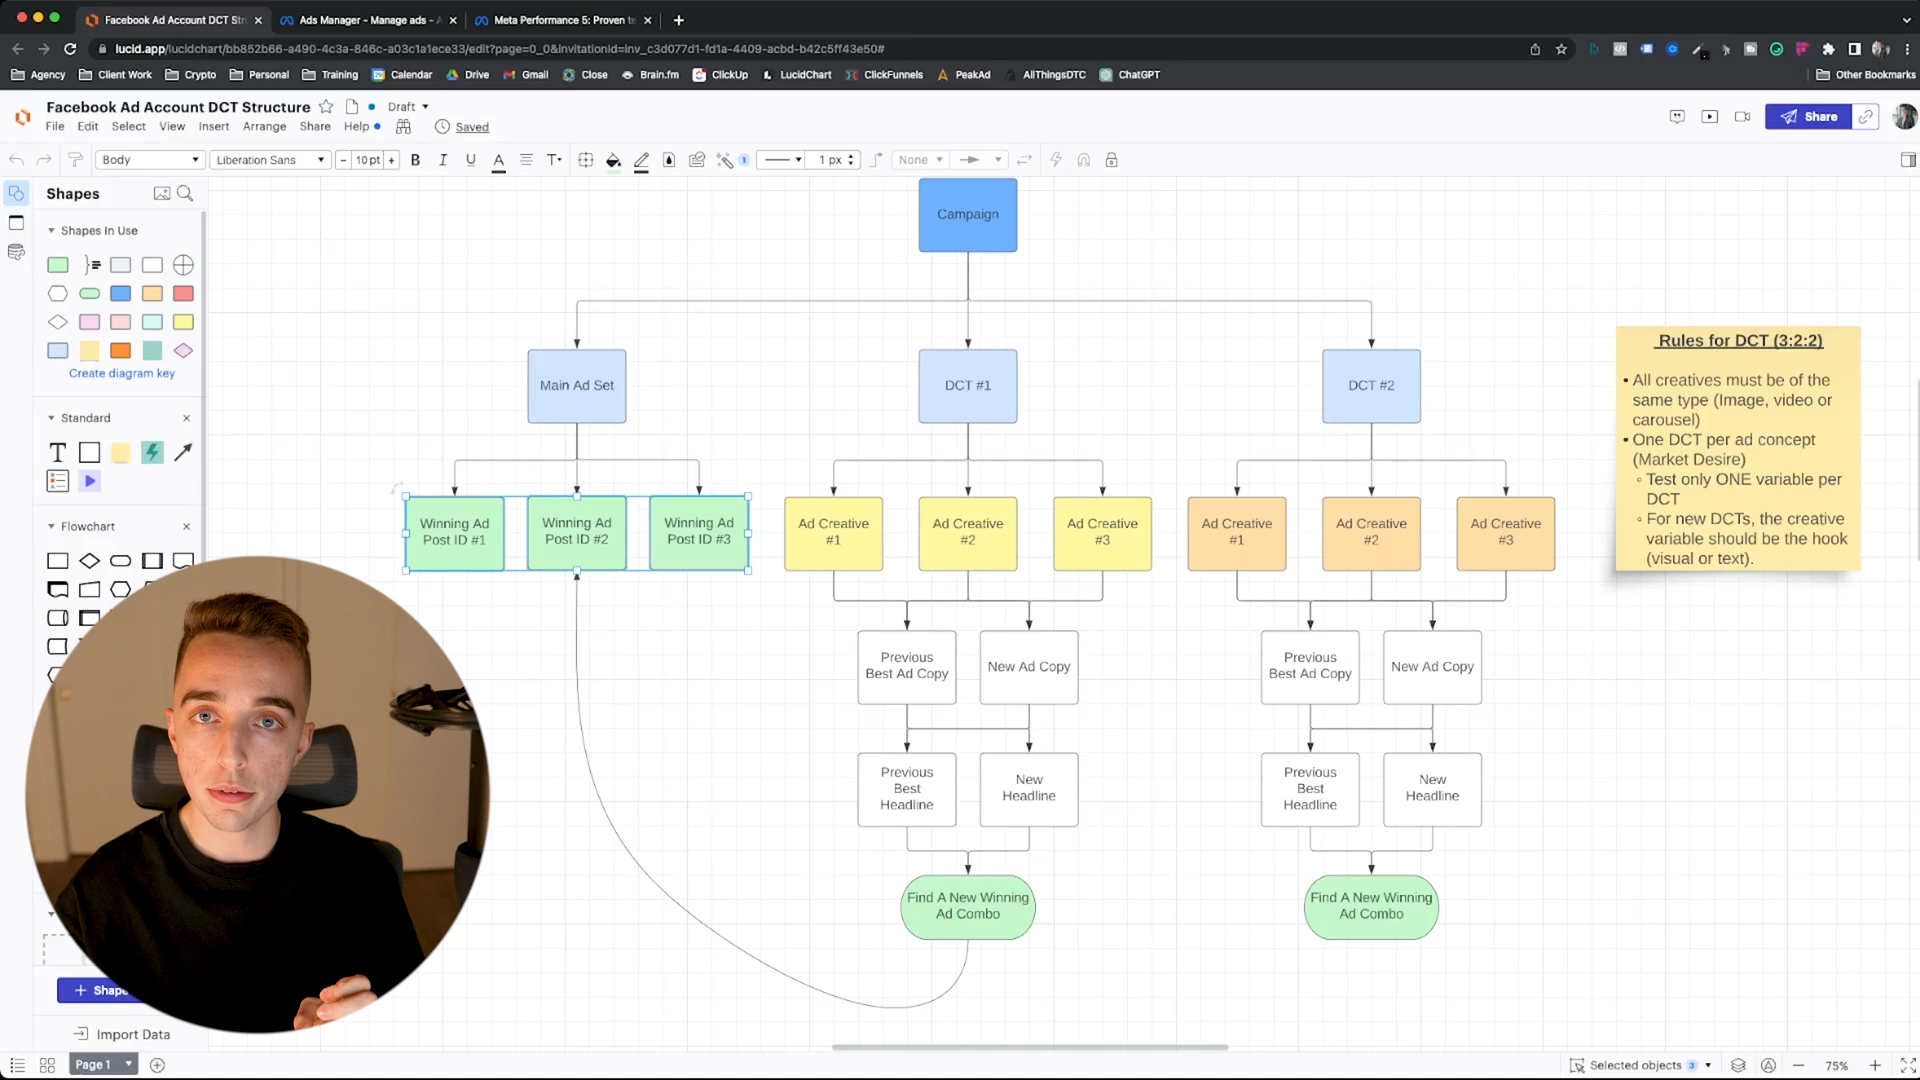 Facebook Ad Account DCT Str
Ads Manager - Manage ads -
Meta Performance 5: Proven te
lucid.app/lucidchart/bb852b66-a490-4c3a-846c-a03c1a1ece33/edit?page=0_0&invitationId=inv_c3d077d1-fd1a-4409-acbd-b42c5ff43e50#
Agency
Client Work
Crypto
Personal
Training
Calendar
Drive
Gmail
Close
Brain.fm
ClickUp
LucidChart
ClickFunnels
PeakAd
AllThingsDTC
ChatGPT
Other Bookmarks
Facebook Ad Account DCT Structure
Draft
File Edit Select View Insert Arrange Share Help
Saved
Share
Body
Liberation Sans
10 pt
B I U A T
1
1 px
None
Shapes
Shapes In Use
Create diagram key
Standard
T
Flowchart
+ Shape
Import Data
Campaign
Main Ad Set
DCT #1
DCT #2
Winning Ad
Post ID #1
Winning Ad
Post ID #2
Winning Ad
Post ID #3
Ad Creative
#1
Ad Creative
#2
Ad Creative
#3
Ad Creative
#1
Ad Creative
#2
Ad Creative
#3
Previous
Best Ad Copy
New Ad Copy
Previous
Best Ad Copy
New Ad Copy
Previous
Best
Headline
New
Headline
Previous
Best
Headline
New
Headline
Find A New Winning
Ad Combo
Find A New Winning
Ad Combo
Rules for DCT (3:2:2)
• All creatives must be of the
same type (Image, video or
carousel)
• One DCT per ad concept
(Market Desire)
◦ Test only ONE variable per
DCT
◦ For new DCTs, the creative
variable should be the hook
(visual or text).
Page 1
Selected objects 3
75%